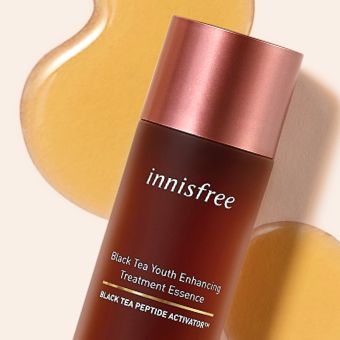 innisfree
Black Tea Youth Enhancing
Treatment Essence
BLACK TEA PEPTIDE ACTIVATOR™